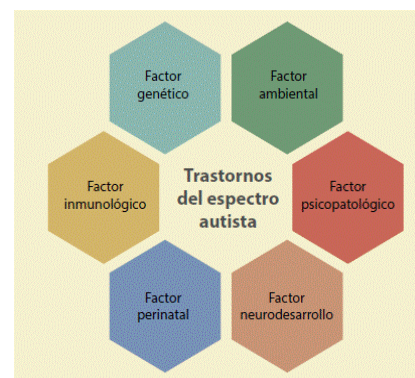 Factor
genético
Factor
ambiental
Factor
inmunológico
Trastornos
del espectro
autista
Factor
psicopatológico
Factor
perinatal
Factor
neurodesarrollo